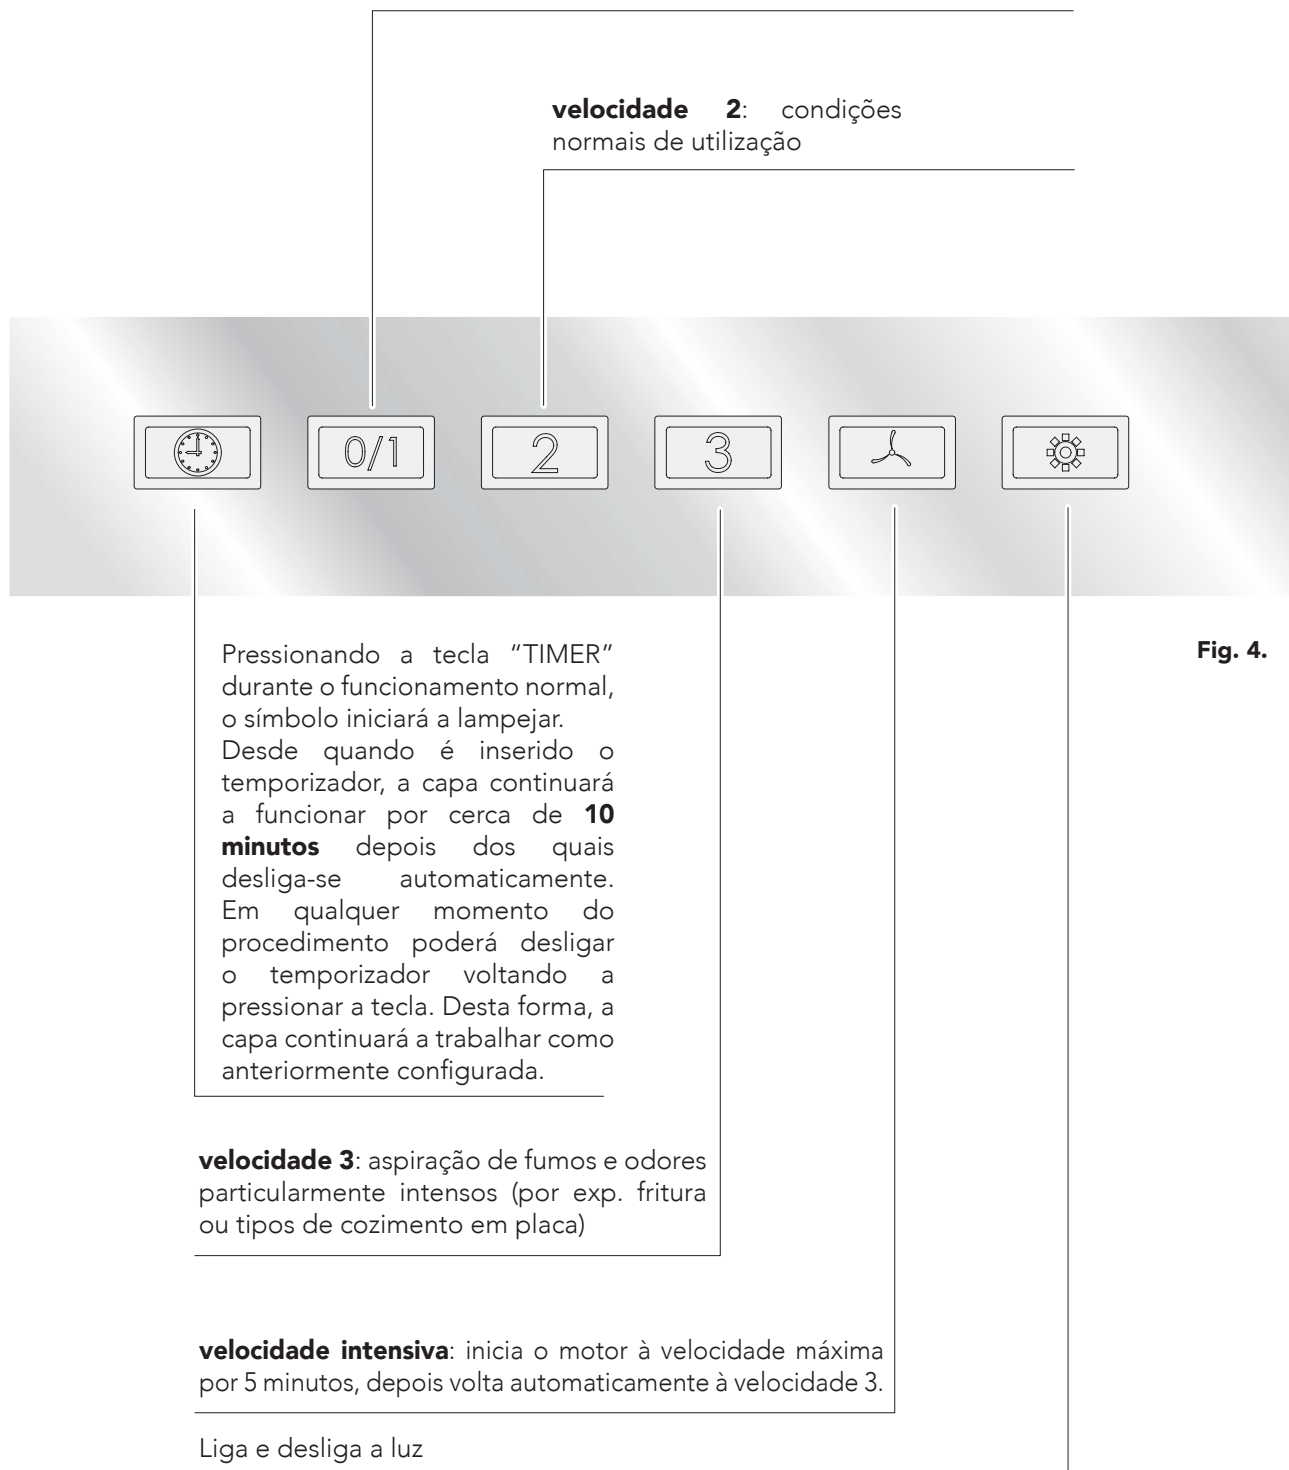 velocidade 2: condições
normais de utilização
0/1
2
3
Fig. 4.
Pressionando a tecla “TIMER”
durante o funcionamento normal,
o símbolo iniciará a lampejar.
Desde quando é inserido o
temporizador, a capa continuará
a funcionar por cerca de 10
minutos depois dos quais
desliga-se automaticamente.
Em qualquer momento do
procedimento poderá desligar
o temporizador voltando a
pressionar a tecla. Desta forma, a
capa continuará a trabalhar como
anteriormente configurada.
velocidade 3: aspiração de fumos e odores
particularmente intensos (por exp. fritura
ou tipos de cozimento em placa)
velocidade intensiva: inicia o motor à velocidade máxima
por 5 minutos, depois volta automaticamente à velocidade 3.
Liga e desliga a luz